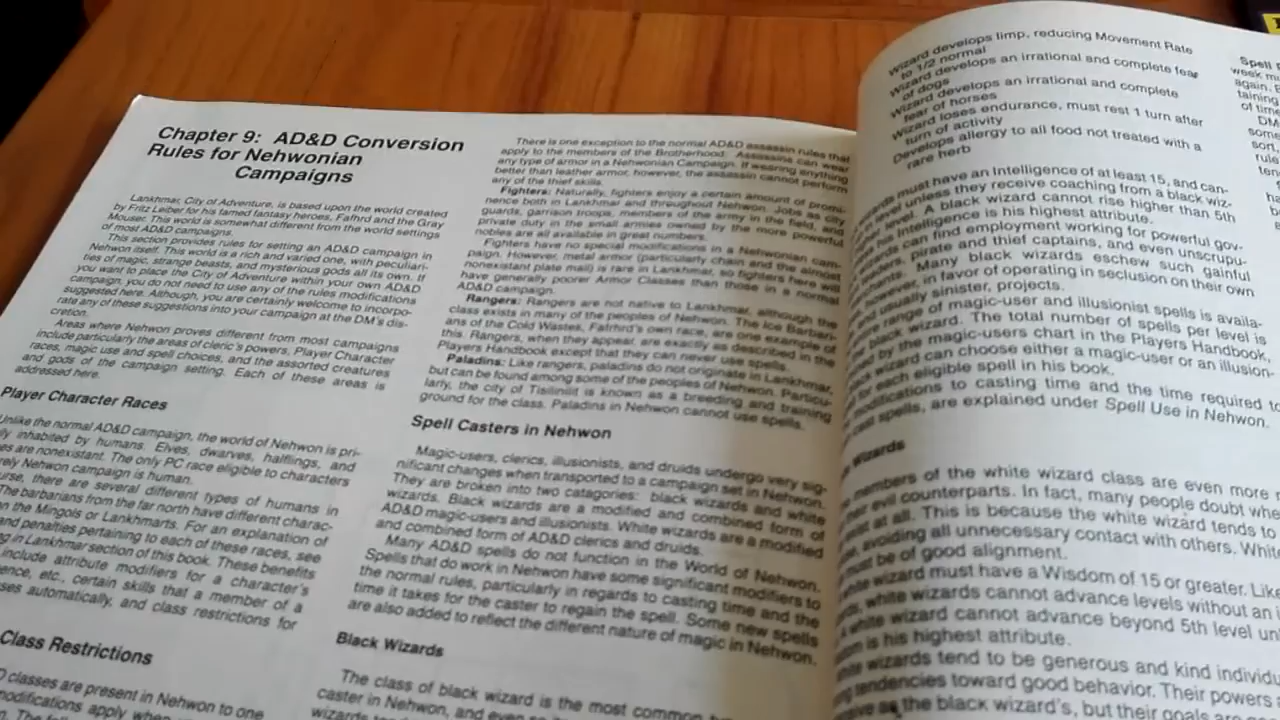 Chapter 9: AD&D Conversion
Rules for Nehwonian
Campaigns
Lankhmar, City of Adventure, is based upon the world created
by Fritz Leiber for his famed fantasy heroes, Fafhrd and the Gray
Mouser. This world is somewhat different from the world settings
of most AD&D campaigns.
This section provides rules for setting an AD&D campaign in
Nehwon itself. This world is a rich and varied one, with peculiari-
ties of magic, strange beasts, and mysterious gods all its own. If
you want to place the City of Adventure within your own AD&D
campaign, you do not need to use any of the rules modifications
suggested here. Although, you are certainly welcome to incorpo-
rate any of these suggestions into your campaign at the DM's dis-
cretion.
Areas where Nehwon proves different from most campaigns
include particularly the areas of cleric's powers, Player Character
races, magic use and spell choices, and the assorted creatures
and gods of the campaign setting. Each of these areas is
addressed here.
Player Character Races
Unlike the normal AD&D campaign, the world of Nehwon is pri-
ly inhabited by humans. Elves, dwarves, halflings, and
es are nonexistant. The only PC race eligible to characters
rely Nehwon campaign is human.
urse, there are several different types of humans in
The barbarians from the far north have different charac-
n the Mingols or Lankhmarts. For an explanation of
and penalties pertaining to each of these races, see
ng in Lankhmar section of this book. These benefits
include attribute modifiers for a character's
ence, etc., certain skills that a member of a
ses automatically, and class restrictions for
Class Restrictions
D classes are present in Nehwon to one
modifications apply when
There is one exception to the normal AD&D assassin rules that
apply to the members of the Brotherhood: Assassins can wear
any type of armor in a Nehwonian Campaign. If wearing anything
better than leather armor, however, the assassin cannot perform
any of the thief skills.
Fighters: Naturally, fighters enjoy a certain amount of promi-
nence both in Lankhmar and throughout Nehwon. Jobs as city
guards, garrison troops, members of the army in the field, and
private duty in the small armies owned by the more powerful
nobles are all available in great numbers.
Fighters have no special modifications in a Nehwonian cam-
paign. However, metal armor (particularly chain and the almost
nonexistant plate mail) is rare in Lankhmar, so fighters here will
have generally poorer Armor Classes than those in a normal
AD&D campaign.
Rangers: Rangers are not native to Lankhmar, although the
class exists in many of the peoples of Nehwon. The Ice Barbari-
ans of the Cold Wastes, Fafrhrd's own race, are one example of
this. Rangers, when they appear, are exactly as described in the
Players Handbook except that they can never use spells.
Paladins: Like rangers, paladins do not originate in Lankhmar,
but can be found among some of the peoples of Nehwon. Particu-
larly, the city of Tisilinilit is known as a breeding and training
ground for the class. Paladins in Nehwon cannot use spells.
Spell Casters in Nehwon
Magic-users, clerics, illusionists, and druids undergo very sig-
nificant changes when transported to a campaign set in Nehwon.
They are broken into two catagories: black wizards and white
wizards. Black wizards are a modified and combined form of
AD&D magic-users and illusionists. White wizards are a modified
and combined form of AD&D clerics and druids.
Many AD&D spells do not function in the World of Nehwon.
Spells that do work in Nehwon have some significant modifiers to
the normal rules, particularly in regards to casting time and the
time it takes for the caster to regain the spell. Some new spells
are also added to reflect the different nature of magic in Nehwon.
Black Wizards
The class of black wizard is the most common
caster in Nehwon, and even
Wizard develops limp, reducing Movement Rate
to 1/2 normal
Wizard develops an irrational and complete fear
of dogs
Wizard develops an irrational and complete
fear of horses
Wizard loses endurance, must rest 1 turn after
turn of activity
Develops allergy to all food not treated with a
rare herb
must have an Intelligence of at least 15, and can-
level unless they receive coaching from a black wiz-
level. A black wizard cannot rise higher than 5th
his Intelligence is his highest attribute.
can find employment working for powerful gov-
pirate and thief captains, and even unscrupu-
Many black wizards eschew such gainful
however, in favor of operating in seclusion on their own
and usually sinister, projects.
range of magic-user and illusionist spells is availa-
black wizard. The total number of spells per level is
by the magic-users chart in the Players Handbook,
wizard can choose either a magic-user or an illusion-
for each eligible spell in his book.
modifications to casting time and the time required to
cast spells, are explained under Spell Use in Nehwon.
Wizards
members of the white wizard class are even more
evil counterparts. In fact, many people doubt whe
at all. This is because the white wizard tends to
avoiding all unnecessary contact with others. Whit
must be of good alignment.
wizard must have a Wisdom of 15 or greater. Like
white wizards cannot advance levels without an
white wizard cannot advance beyond 5th level un
is his highest attribute.
wizards tend to be generous and kind individu
tendencies toward good behavior. Their powers
as the black wizard's, but their goals are
Spell
week mu
again.
taining
of time
DM
some
sort,
rule
ten